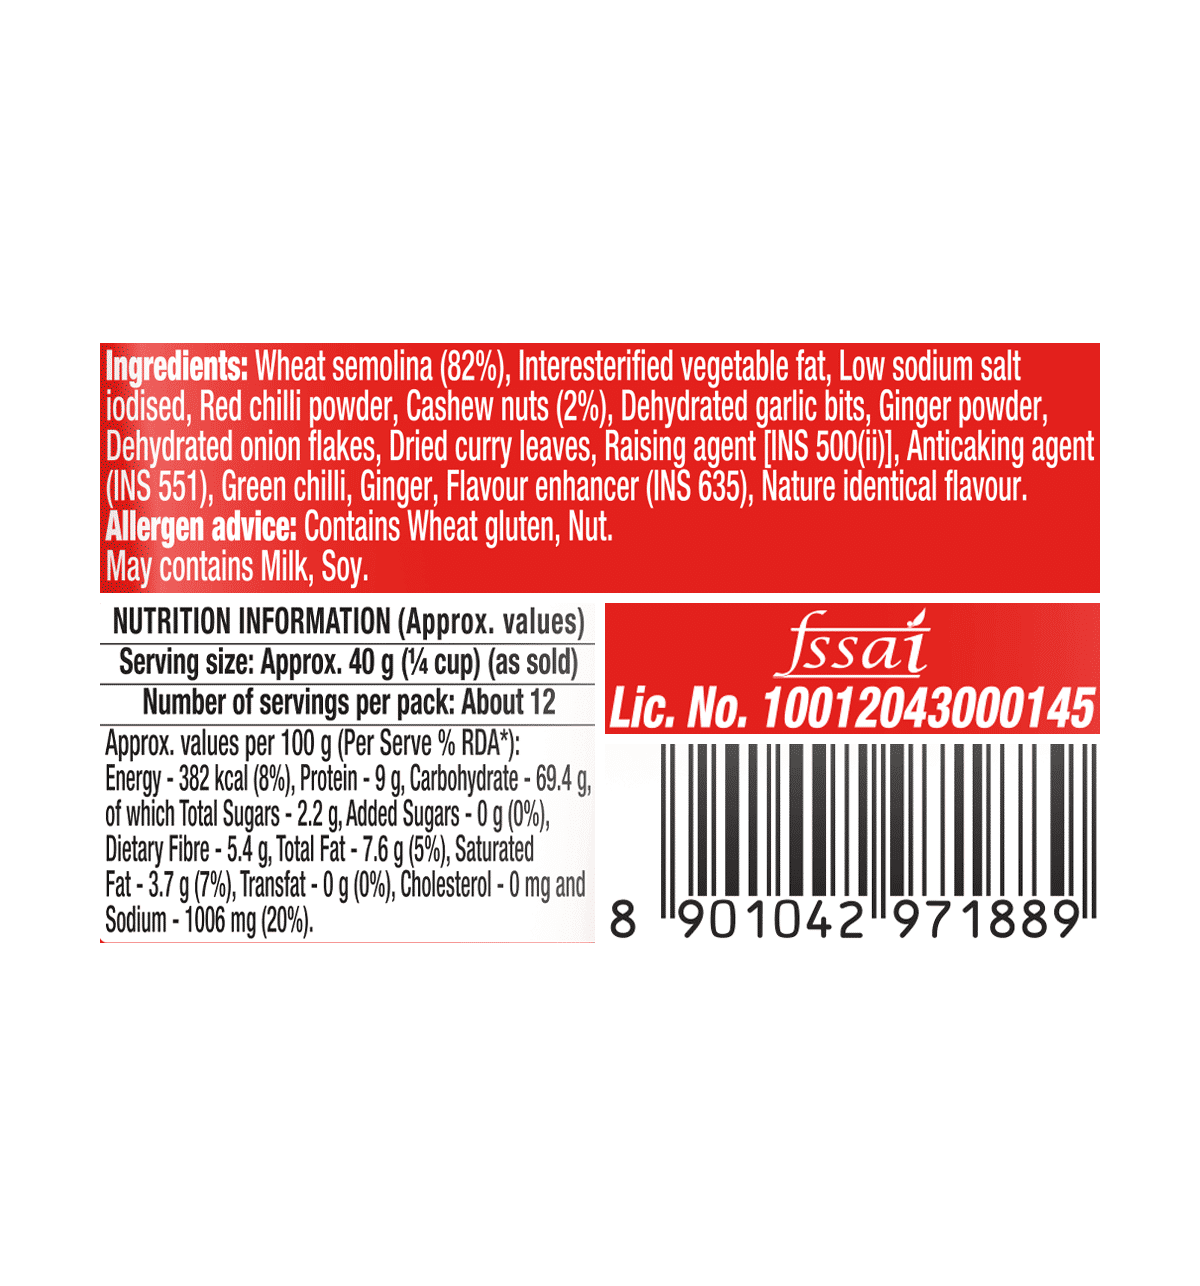 Ingredients: Wheat semolina (82%), Interesterified vegetable fat, Low sodium salt
iodised, Red chilli powder, Cashew nuts (2%), Dehydrated garlic bits, Ginger powder,
Dehydrated onion flakes, Dried curry leaves, Raising agent [INS 500(ii)], Anticaking agent
(INS 551), Green chilli, Ginger, Flavour enhancer (INS 635), Nature identical flavour.
Allergen advice: Contains Wheat gluten, Nut.
May contains Milk, Soy.
NUTRITION INFORMATION (Approx. values)
Serving size: Approx. 40 g (¼ cup) (as sold)
Number of servings per pack: About 12
Approx. values per 100 g (Per Serve % RDA*):
Energy - 382 kcal (8%), Protein - 9 g, Carbohydrate - 69.4 g,
of which Total Sugars - 2.2 g, Added Sugars - 0 g (0%),
Dietary Fibre - 5.4 g, Total Fat - 7.6 g (5%), Saturated
Fat - 3.7 g (7%), Transfat - 0 g (0%), Cholesterol - 0 mg and
Sodium - 1006 mg (20%).
fssai
Lic. No. 10012043000145
8 901042 971889